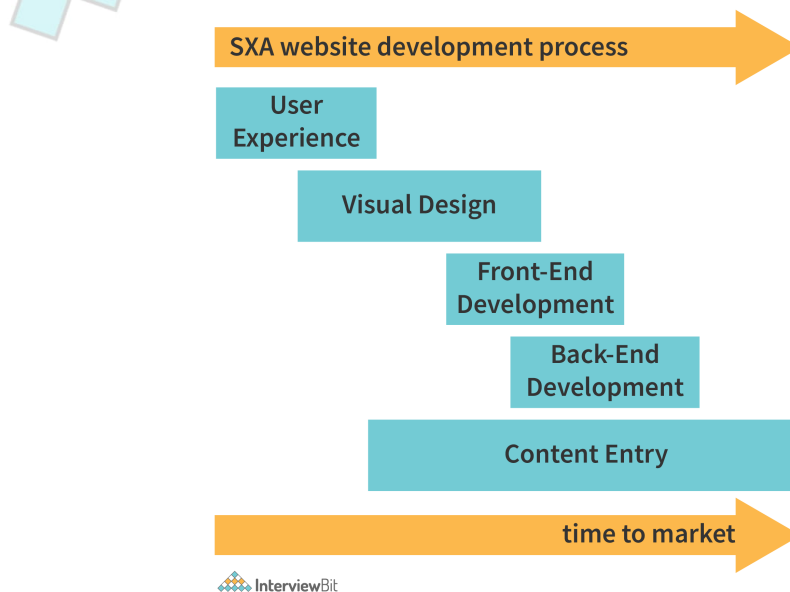 SXA website development process
User
Experience
Visual Design
Front-End
Development
Back-End
Development
Content Entry
time to market
InterviewBit